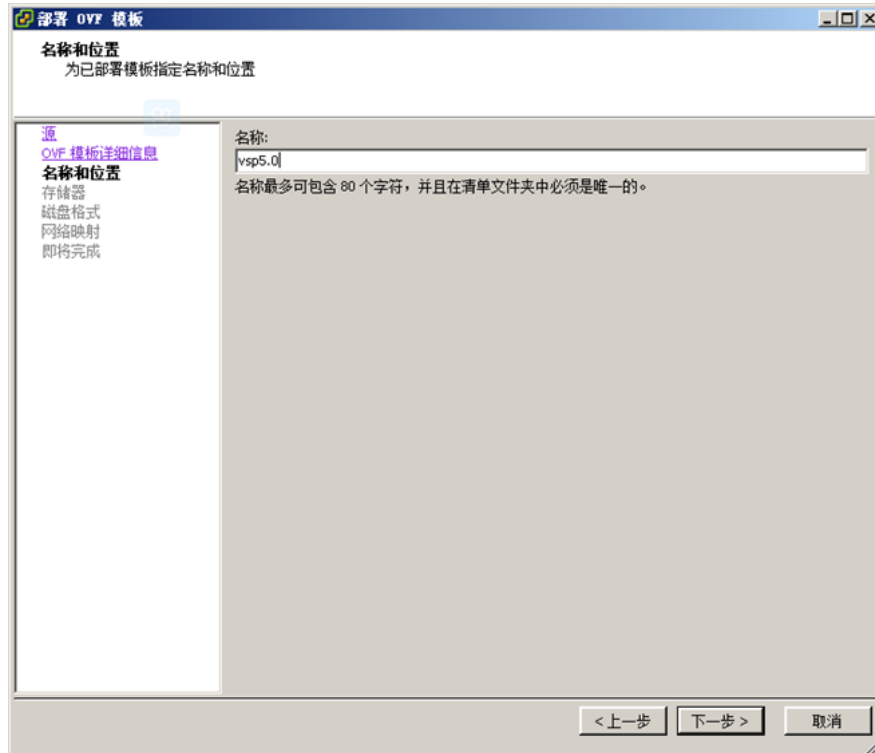 部署 OVF 模板
名称和位置
为已部署模板指定名称和位置
源
OVF 模板详细信息
名称和位置
存储器
磁盘格式
网络映射
即将完成
名称:
vsp5.0
名称最多可包含 80 个字符，并且在清单文件夹中必须是唯一的。
<上一步
下一步>
取消